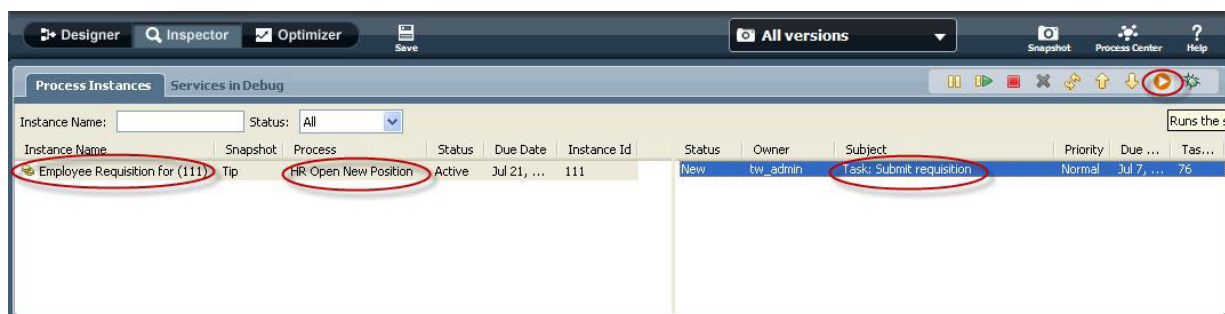 Designer Inspector Optimizer Save All versions Snapshot Process Center Help
Process Instances Services in Debug
Instance Name: Status: All Runs the s
Instance Name Snapshot Process Status Due Date Instance Id Status Owner Subject Priority Due ... Tas...
Employee Requisition for (111) Tip HR Open New Position Active Jul 21, ... 111 New tw_admin Task: Submit requisition Normal Jul 7, ... 76